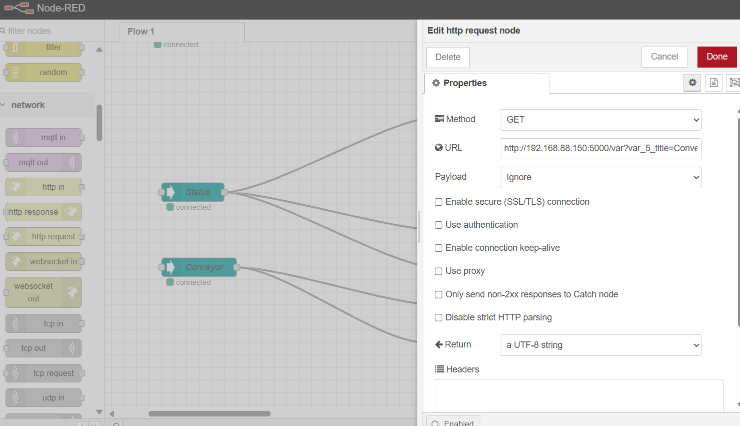 Node-RED
filter nodes
Flow 1
Edit http request node
connected
filter
random
Delete
Cancel
Done
Properties
network
mqtt in
mqtt out
http in
http response
http request
websocket in
websocket
out
tcp in
tcp out
tcp request
udp in
Status
connected
Conveyor
connected
Method
GET
URL
http://192.168.88.150:5000/var?var_5_title=Conve
Payload
Ignore
Enable secure (SSL/TLS) connection
Use authentication
Enable connection keep-alive
Use proxy
Only send non-2xx responses to Catch node
Disable strict HTTP parsing
Return
a UTF-8 string
Headers
Enabled